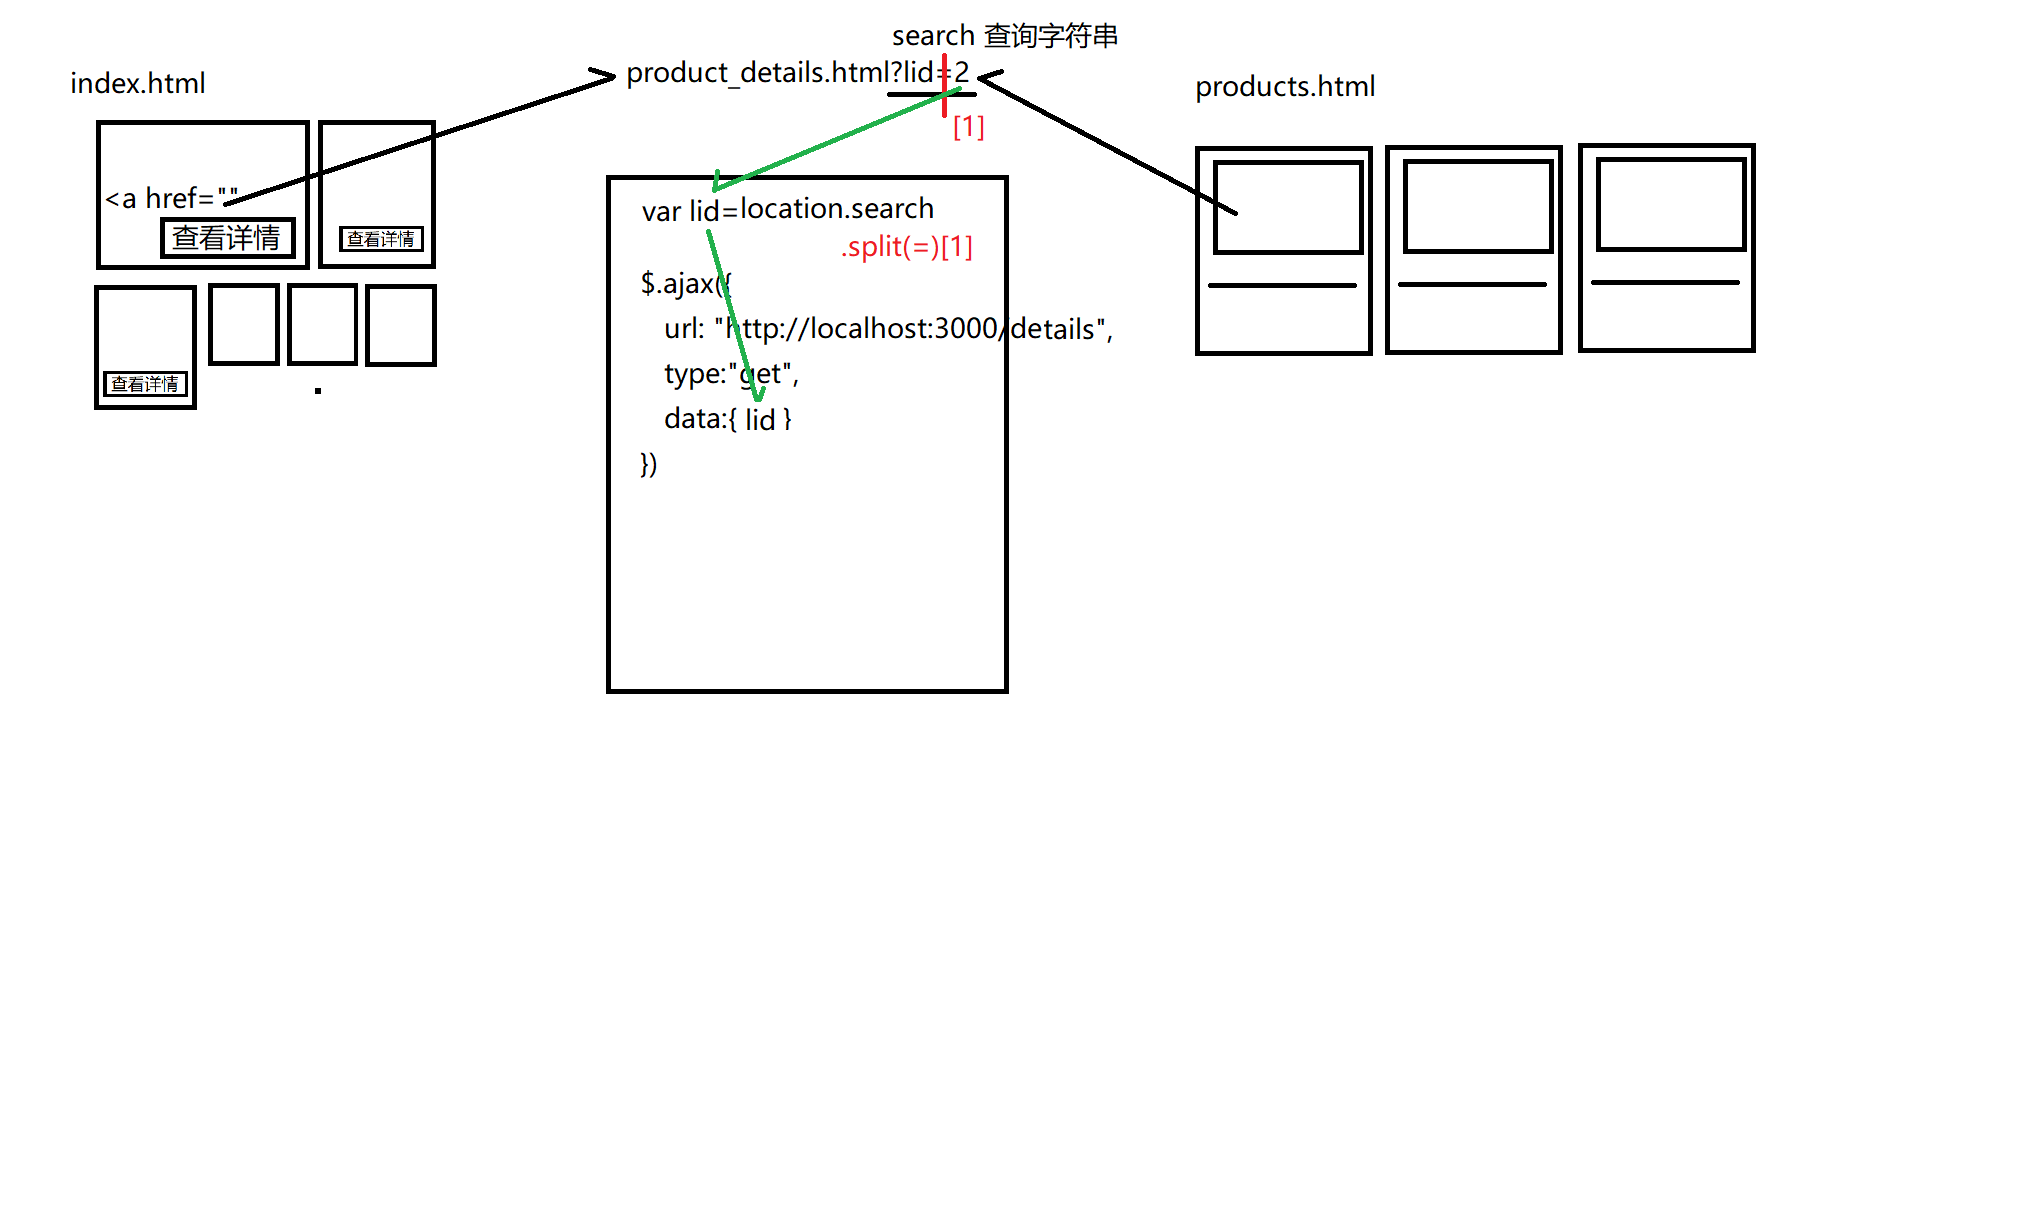 search 查询字符串
product_details.html?lid=2
[1]
index.html
<a href=""
查看详情
查看详情
查看详情
var lid=location.search
.split(=)[1]
$.ajax({
url: "http://localhost:3000/details",
type:"get",
data:{ lid }
})
products.html